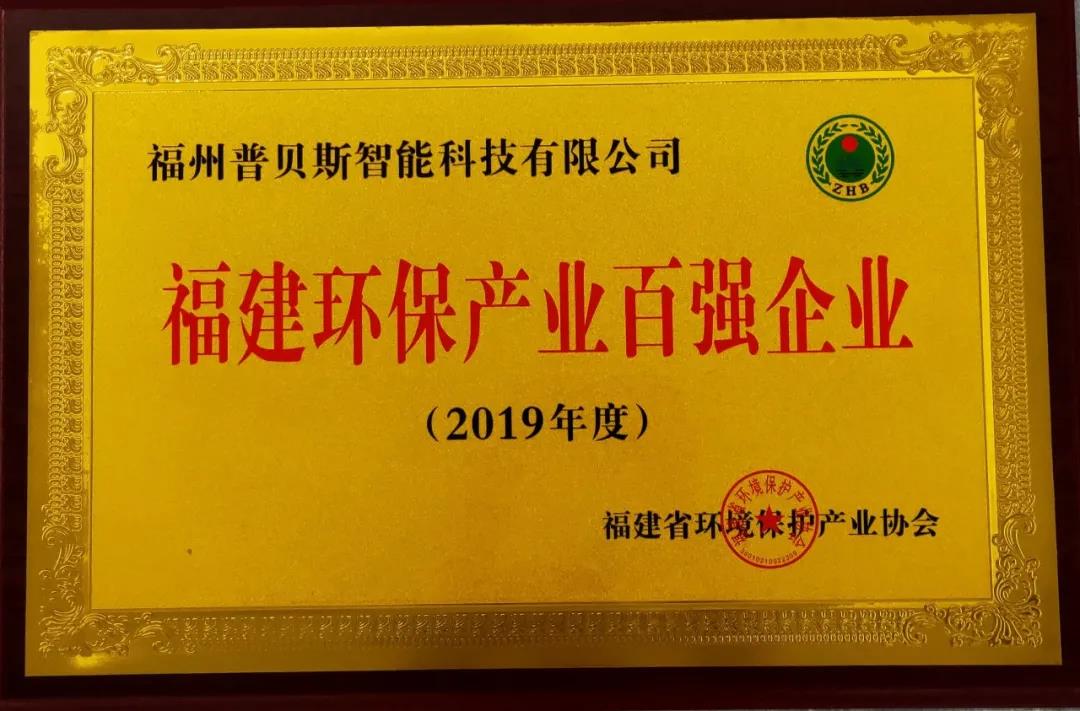 福州普贝斯智能科技有限公司
ZHB
福建环保产业百强企业
(2019年度)
福建省环境保护产业协会